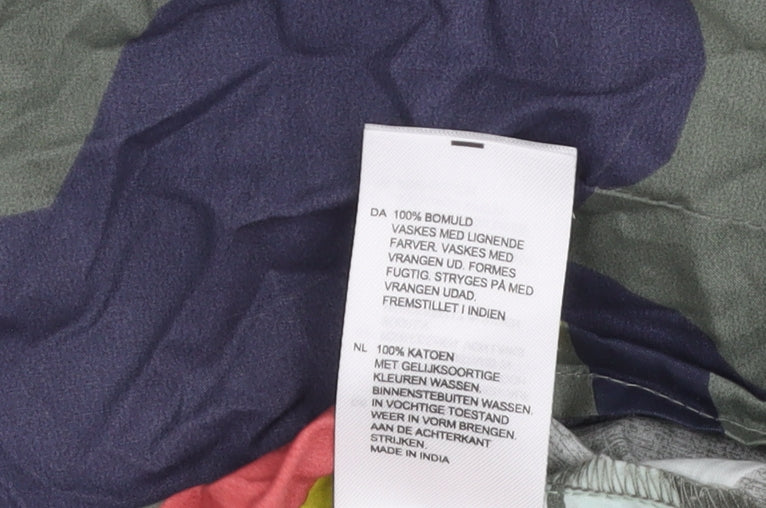 DA 100% BOMULD
VASKES MED LIGNENDE
FARVER. VASKES MED
VRANGEN UD. FORMES
FUGTIG. STRYGES PÅ MED
VRANGEN UDAD.
FREMSTILLET I INDIEN
NL 100% KATOEN
MET GELIJKSOORTIGE
KLEUREN WASSEN.
BINNENSTEBUITEN WASSEN.
IN VOCHTIGE TOESTAND
WEER IN VORM BRENGEN.
AAN DE ACHTERKANT
STRIJKEN.
MADE IN INDIA